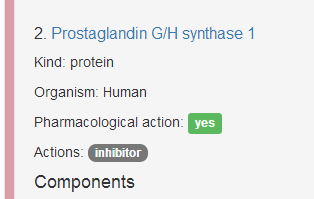 2. Prostaglandin G/H synthase 1
Kind: protein
Organism: Human
Pharmacological action: yes
Actions: inhibitor
Components